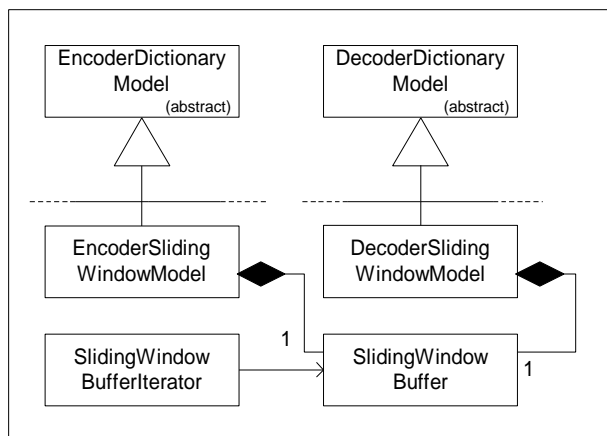 EncoderDictionary
Model
(abstract)
DecoderDictionary
Model
(abstract)
EncoderSliding
WindowModel
DecoderSliding
WindowModel
1
SlidingWindow
BufferIterator
SlidingWindow
Buffer
1